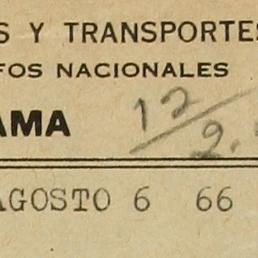 S Y TRANSPORTES
FOS NACIONALES
AMA 12/2.
AGOSTO 6 66